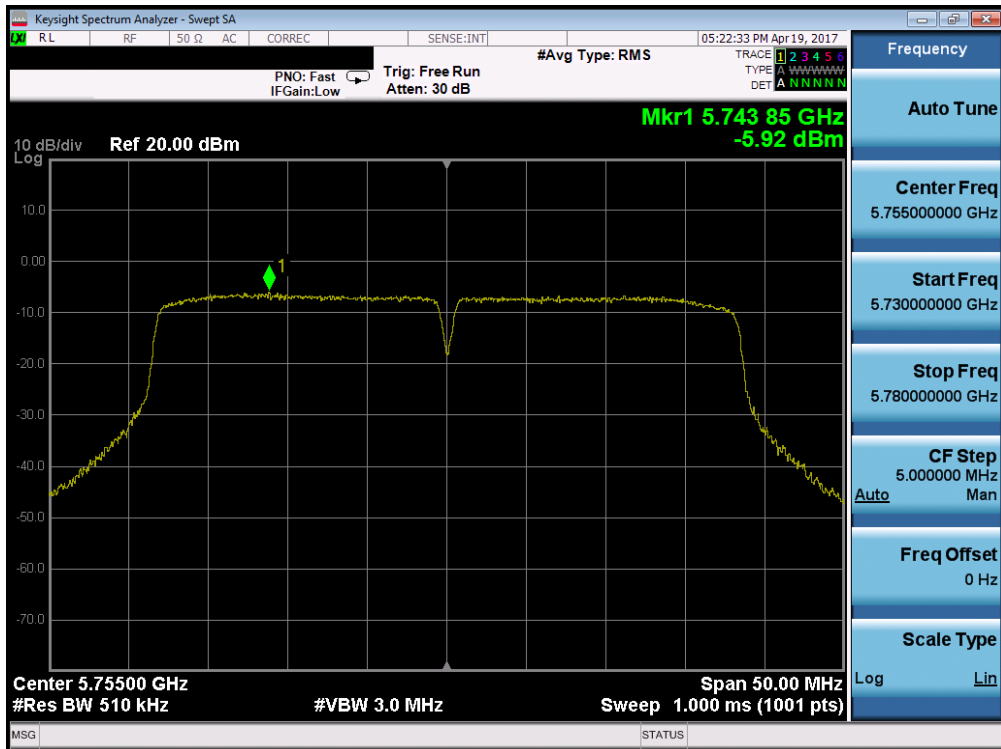 Keysight Spectrum Analyzer - Swept SA
LXI RL RF 50 Ω AC CORREC SENSE:INT 05:22:33 PM Apr 19, 2017
#Avg Type: RMS TRACE 1 2 3 4 5 6
PNO: Fast Trig: Free Run TYPE A WWWWW
IFGain:Low Atten: 30 dB DET A N N N N N
Mkr1 5.743 85 GHz
-5.92 dBm
10 dB/div Ref 20.00 dBm
Log
1
10.0
0.00
-10.0
-20.0
-30.0
-40.0
-50.0
-60.0
-70.0
Center 5.75500 GHz Span 50.00 MHz
#Res BW 510 kHz #VBW 3.0 MHz Sweep 1.000 ms (1001 pts)
MSG STATUS
Frequency
Auto Tune
Center Freq
5.755000000 GHz
Start Freq
5.730000000 GHz
Stop Freq
5.780000000 GHz
CF Step
5.000000 MHz
Auto Man
Freq Offset
0 Hz
Scale Type
Log Lin